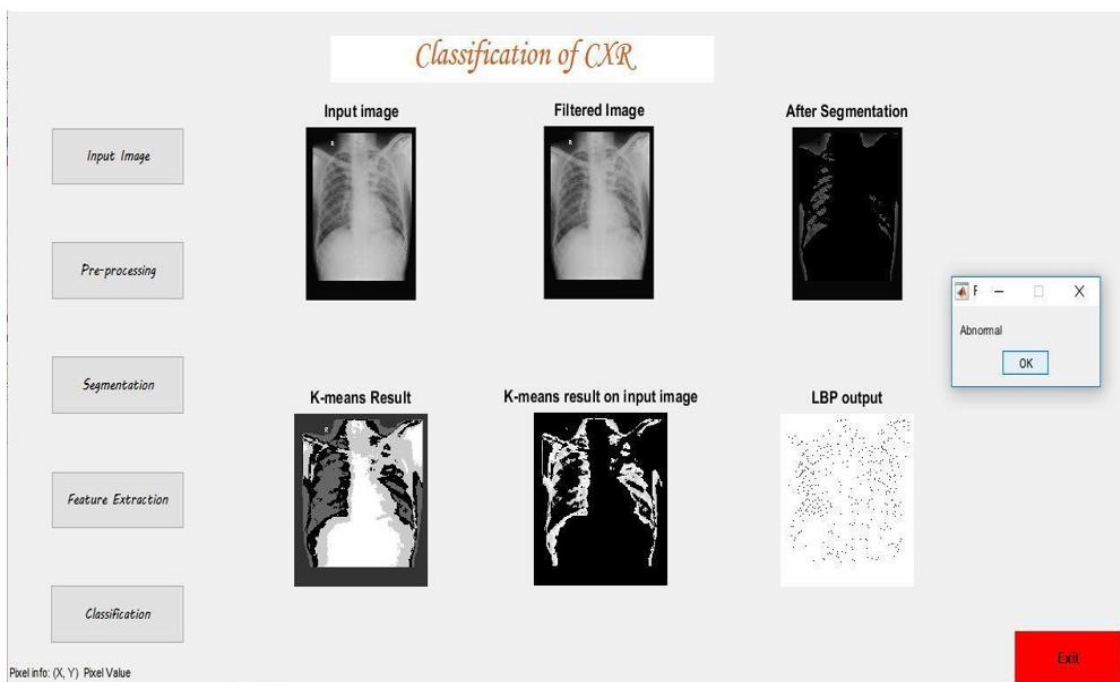 Classification of CXR
Input image
Filtered Image
After Segmentation
Input Image
Pre-processing
Segmentation
Feature Extraction
Classification
R
R
F
Abnormal
OK
K-means Result
K-means result on input image
LBP output
Exit
Pixel info: (X, Y) Pixel Value